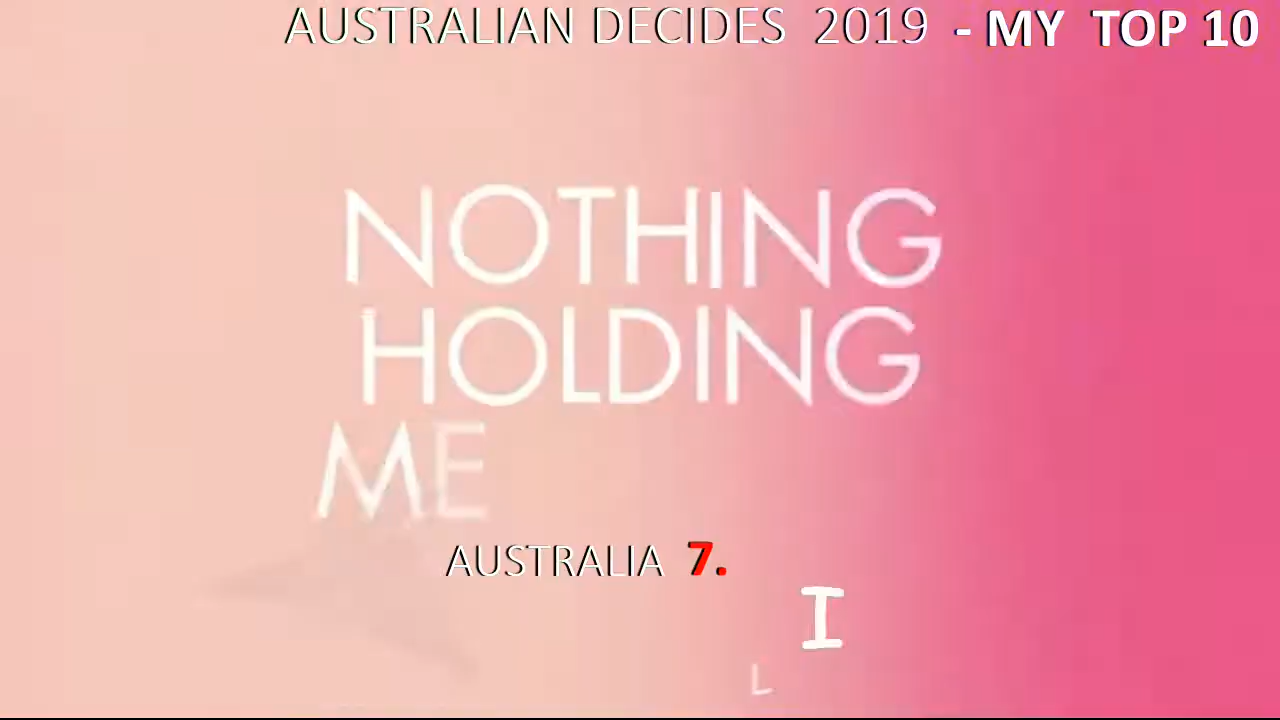 AUSTRALIAN DECIDES 2019 - MY TOP 10
NOTHING
HOLDING
ME
AUSTRALIA 7.
I
L